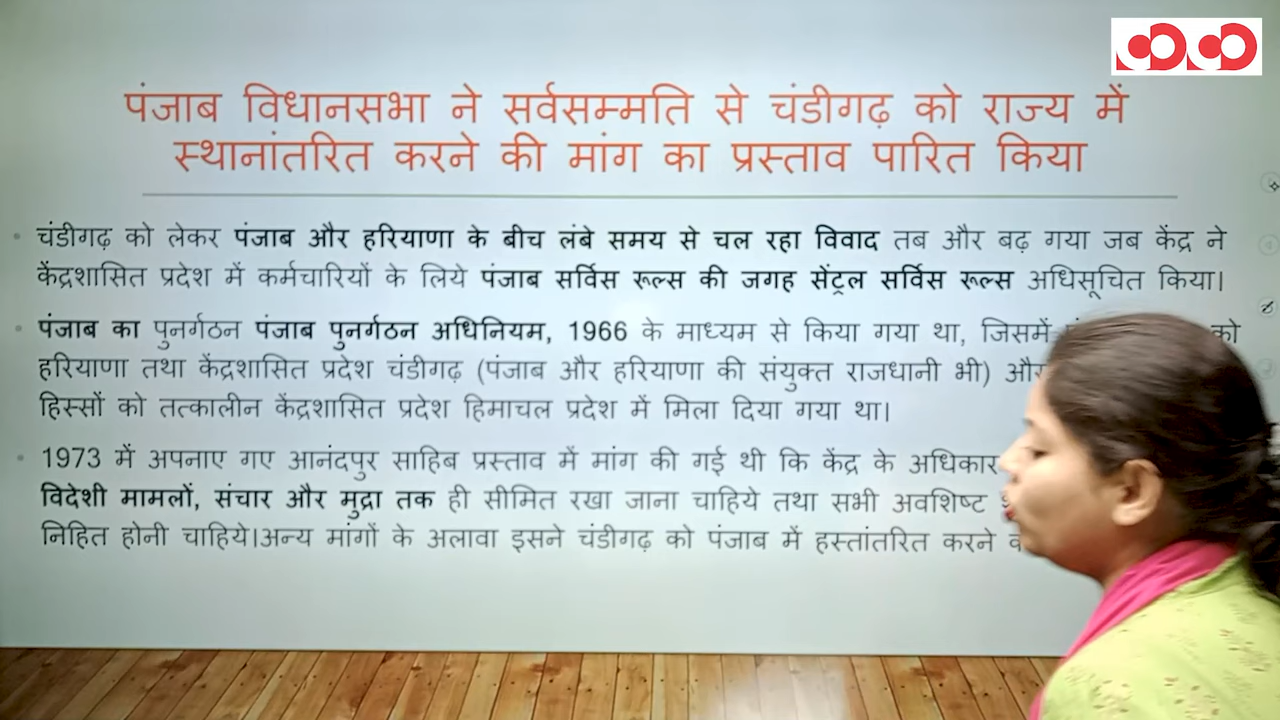 पंजाब विधानसभा ने सर्वसम्मति से चंडीगढ़ को राज्य में
स्थानांतरित करने की मांग का प्रस्ताव पारित किया
चंडीगढ़ को लेकर पंजाब और हरियाणा के बीच लंबे समय से चल रहा विवाद तब और बढ़ गया जब केंद्र ने
केंद्रशासित प्रदेश में कर्मचारियों के लिये पंजाब सर्विस रूल्स की जगह सेंट्रल सर्विस रूल्स अधिसूचित किया।
पंजाब का पुनर्गठन पंजाब पुनर्गठन अधिनियम, 1966 के माध्यम से किया गया था, जिसमें को
हरियाणा तथा केंद्रशासित प्रदेश चंडीगढ़ (पंजाब और हरियाणा की संयुक्त राजधानी भी)
हिस्सों को तत्कालीन केंद्रशासित प्रदेश हिमाचल प्रदेश में मिला दिया गया था।
1973 में अपनाए गए आनंदपुर साहिब प्रस्ताव में मांग की गई थी कि केंद्र के
विदेशी मामलों, संचार और मुद्रा तक ही सीमित रखा जाना चाहिये तथा सभी अवशिष्ट
निहित होनी चाहिये।अन्य मांगों के अलावा इसने चंडीगढ़ को पंजाब में हस्तांतरित करने